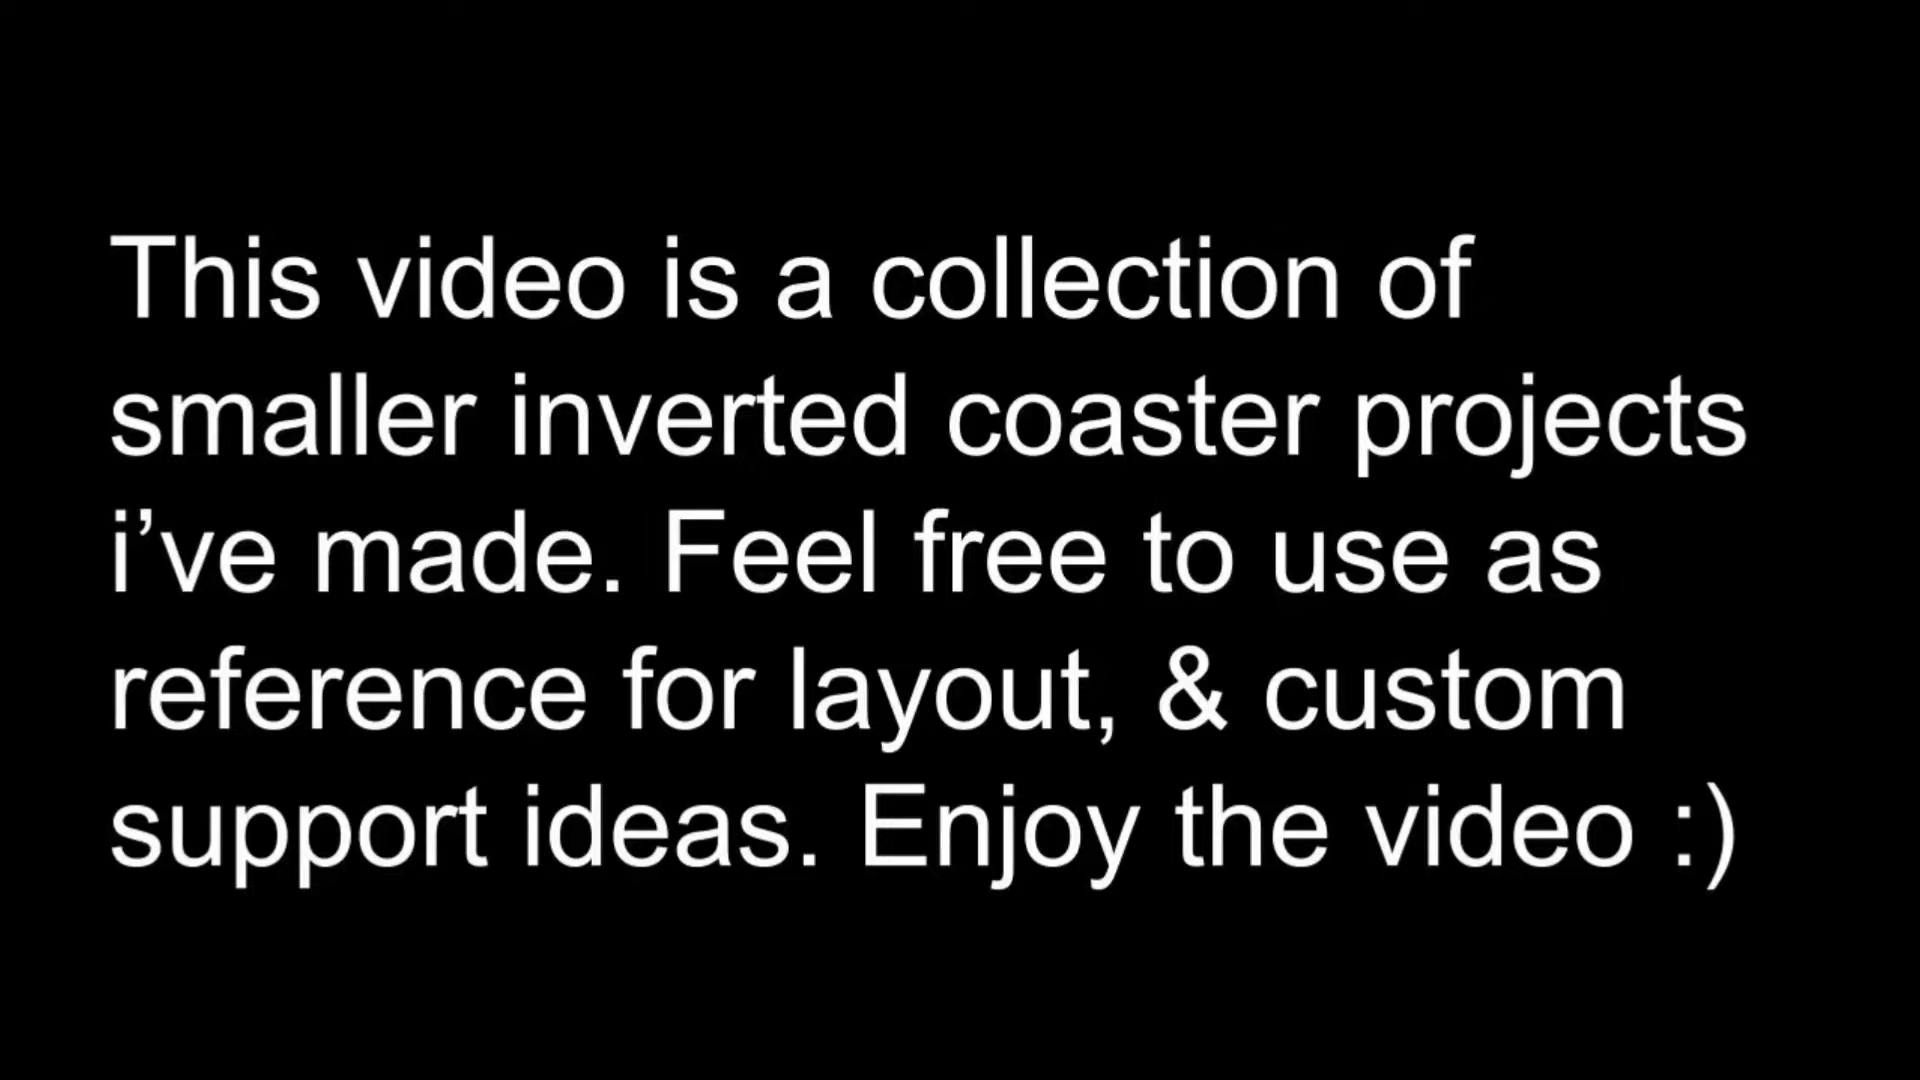 This video is a collection of
smaller inverted coaster projects
i’ve made. Feel free to use as
reference for layout, & custom
support ideas. Enjoy the video :)